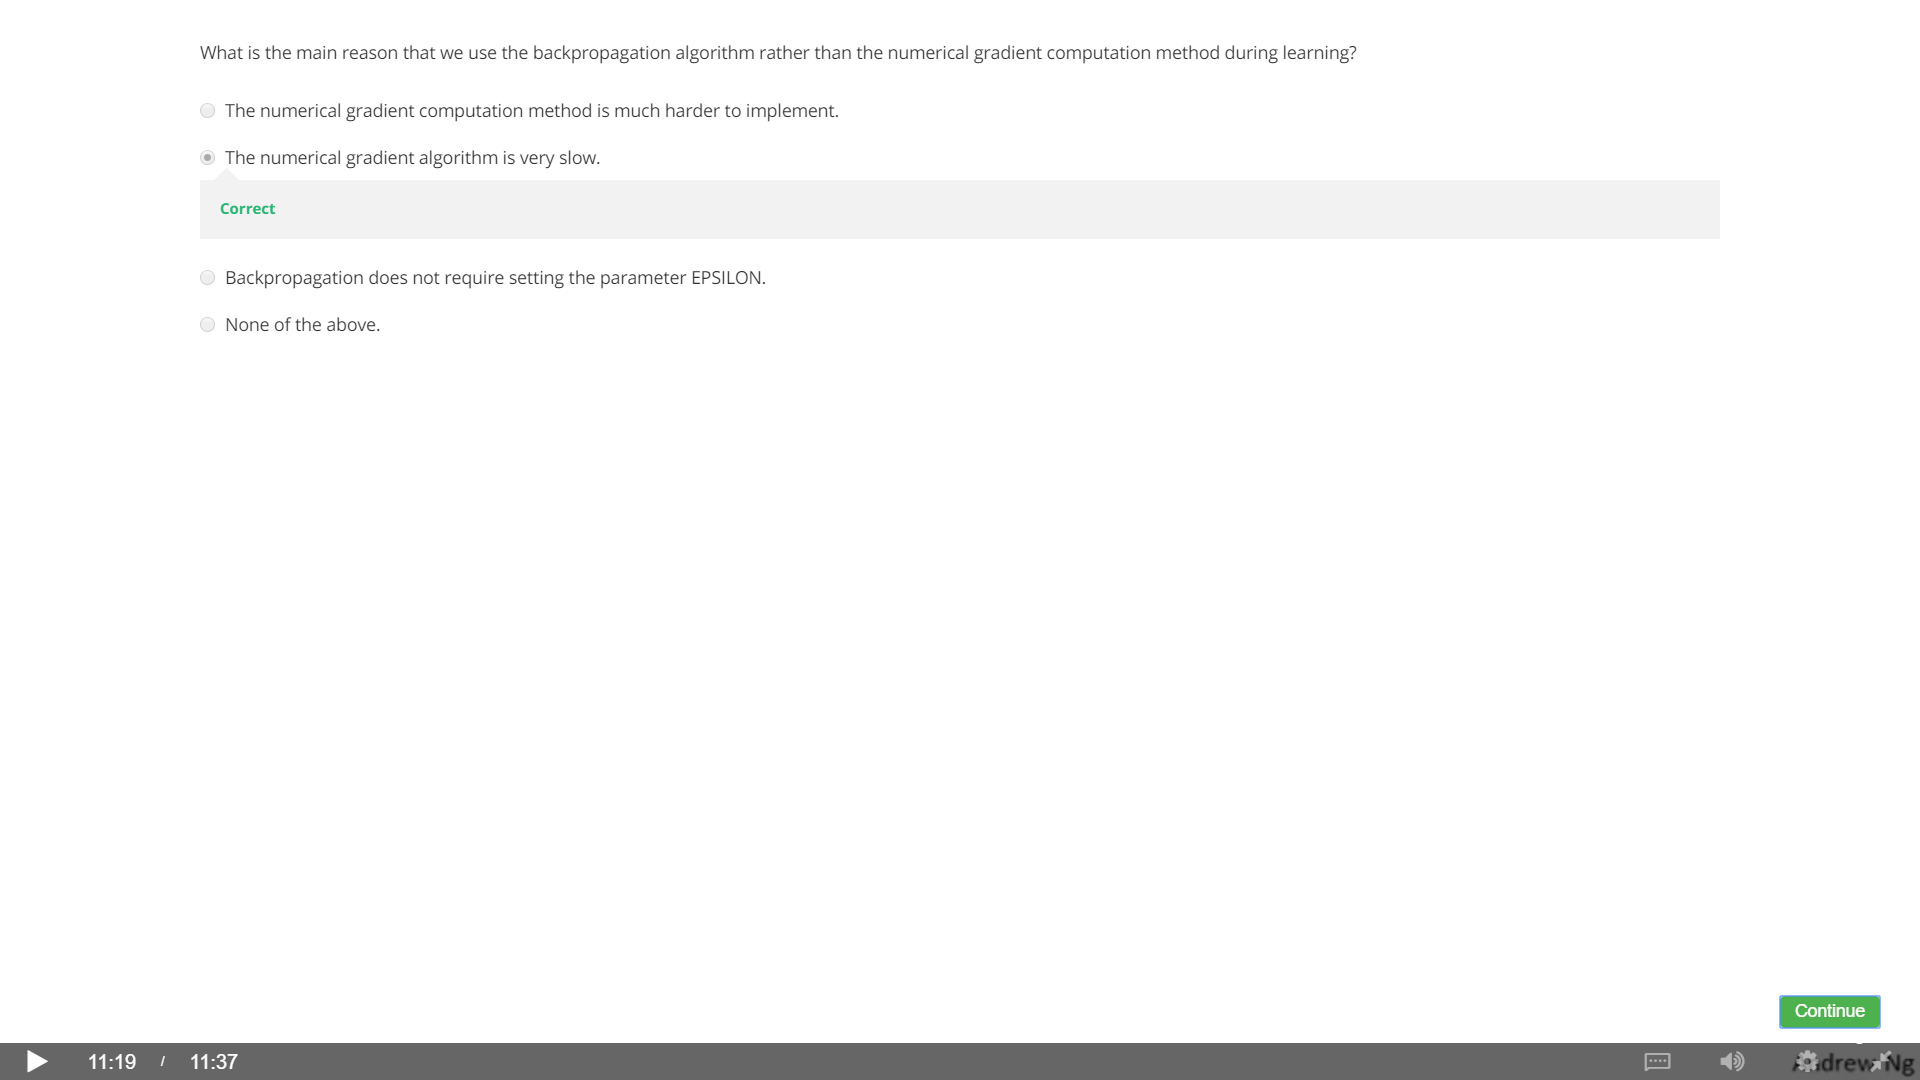 What is the main reason that we use the backpropagation algorithm rather than the numerical gradient computation method during learning?
The numerical gradient computation method is much harder to implement.
The numerical gradient algorithm is very slow.
Correct
Backpropagation does not require setting the parameter EPSILON.
None of the above.
Continue
11:19 / 11:37
Andrew Ng